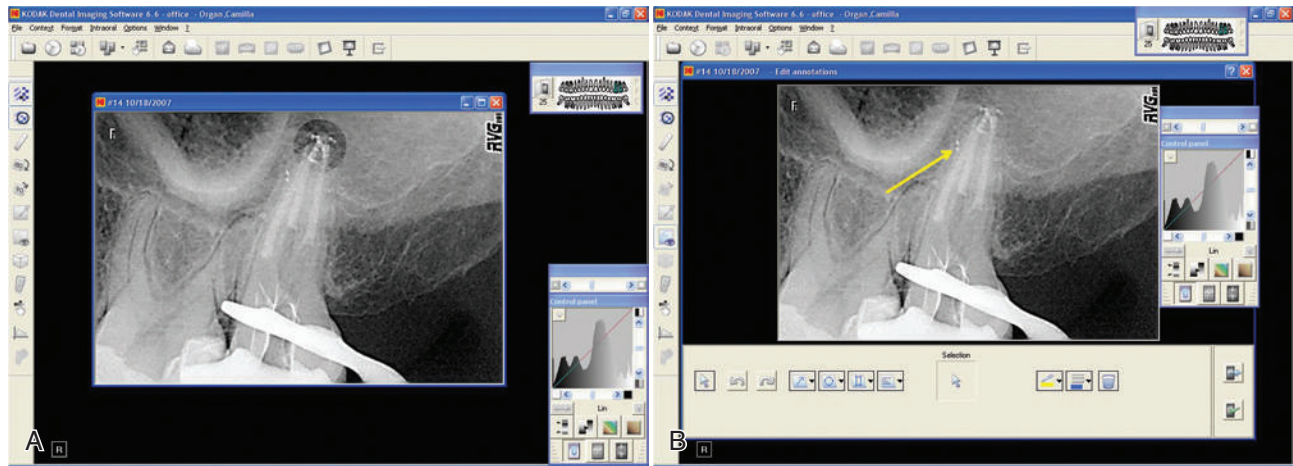 KODAK Dental Imaging Software 6.6 - office - Organ,Camilla
File Context Format Intraoral Options Window ?
25
#14 10/18/2007
RVG
Control panel
Lin
A
R
KODAK Dental Imaging Software 6.6 - office - Organ,Camilla
File Context Format Intraoral Options Window ?
25
#14 10/18/2007 - Edit annotations
RVG
Control panel
Lin
Selection
B
R